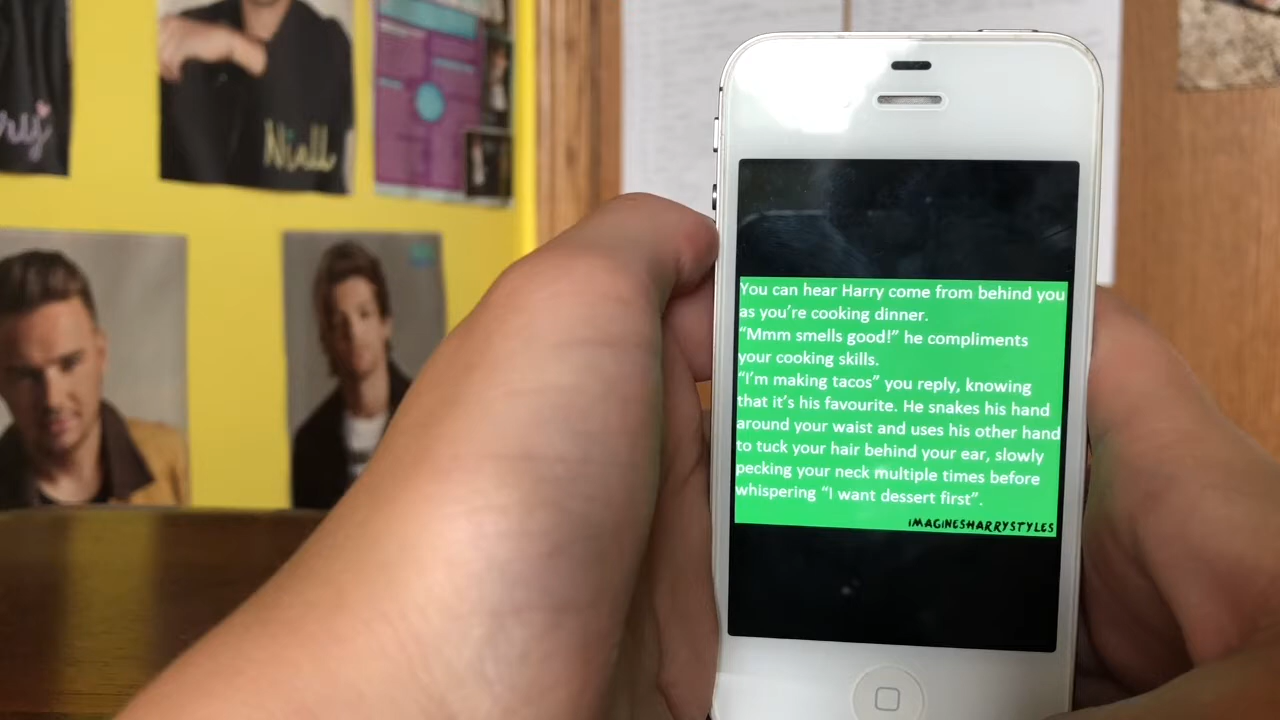 ry
Niall
You can hear Harry come from behind you
as you're cooking dinner.
"Mmm smells good!" he compliments
your cooking skills.
"I'm making tacos" you reply, knowing
that it's his favourite. He snakes his hand
around your waist and uses his other hand
to tuck your hair behind your ear, slowly
pecking your neck multiple times before
whispering "I want dessert first".
IMAGINESHARRYSTYLES